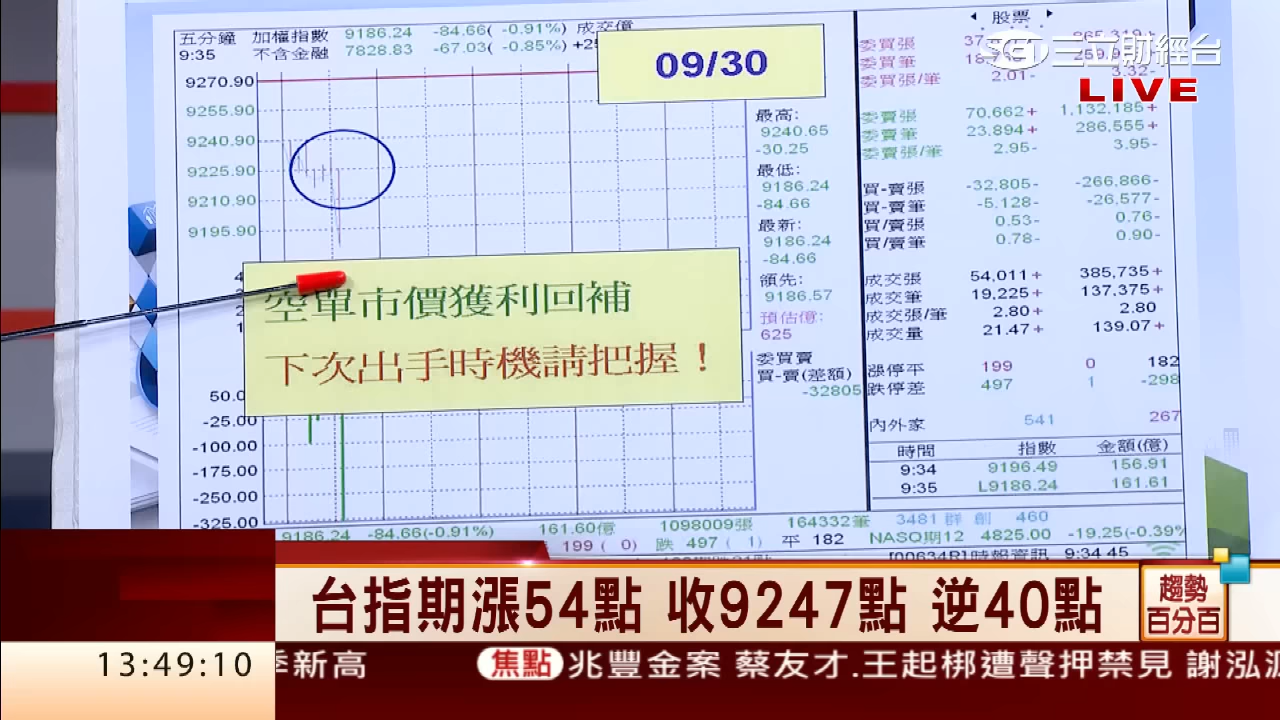 五分鐘 加權指數 9186.24 -84.66( -0.91%) 成交億
9:35 不含金融 7828.83 -67.03( -0.85%)
09/30
股票
三立財經台
LIVE
9270.90
9255.90
9240.90
9225.90
9210.90
9195.90
最高:
9240.65
-30.25
最低:
9186.24
-84.66
最新:
9186.24
-84.66
領先:
9186.57
預估億:
625
委買賣
買-賣(差額)
-32805
委買張
委買筆
委買張/筆 2.01- 3.32-
委賣張 70,662+ 1,132,185+
委賣筆 23,894+ 286,555+
委賣張/筆 2.95- 3.95-
買-賣張 -32,805- -266,866-
買-賣筆 -5,128- -26,577-
買/賣張 0.53- 0.76-
買/賣筆 0.78- 0.90-
成交張 54,011+ 385,735+
成交筆 19,225+ 137,375+
成交張/筆 2.80+ 2.80
成交量 21.47+ 139.07+
漲停平 199 0 182
跌停差 497 1 -298
內外家 541 267
時間 指數 金額(億)
9:34 9196.49 156.91
9:35 L9186.24 161.61
空單市價獲利回補
下次出手時機請把握！
50.0
-25.00
-100.00
-175.00
-250.00
-325.00
9186.24 -84.66(-0.91%) 161.60億 1098009張 164332筆 3481 群 創 460
199 ( 0) 跌 497 ( 1) 平 182 NASQ期12 4825.00 -19.25(-0.39%
[00634R]時報資訊 9:34 45
台指期漲54點 收9247點 逆40點
趨勢
百分百
13:49:10
季新高 焦點 兆豐金案 蔡友才.王起梆遭聲押禁見 謝泓源